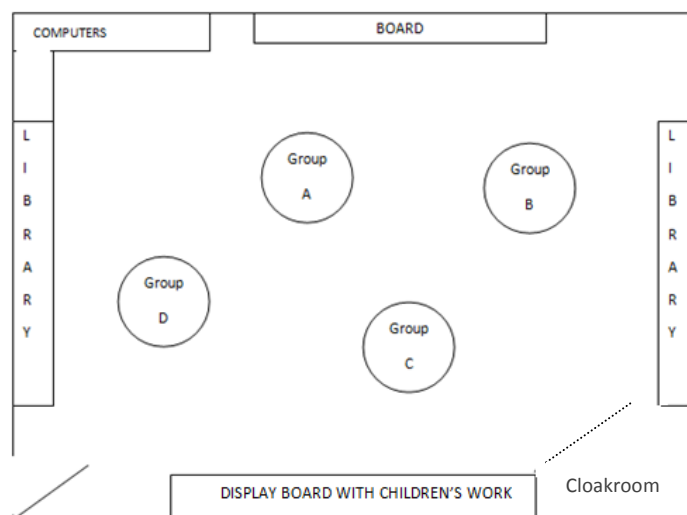 COMPUTERS
BOARD
L
I
B
R
A
R
Y
Group
A
Group
B
L
I
B
R
A
R
Y
Group
D
Group
C
DISPLAY BOARD WITH CHILDREN'S WORK
Cloakroom